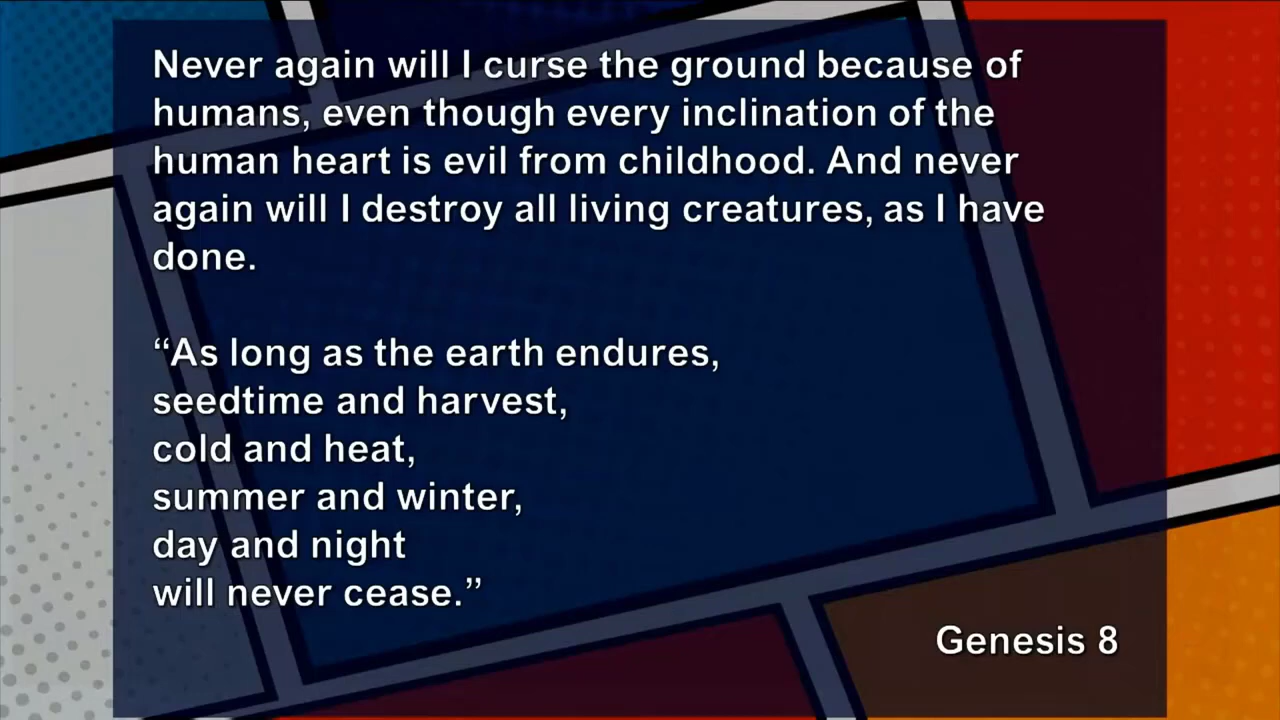 Never again will I curse the ground because of
humans, even though every inclination of the
human heart is evil from childhood. And never
again will I destroy all living creatures, as I have
done.
“As long as the earth endures,
seedtime and harvest,
cold and heat,
summer and winter,
day and night
will never cease.”
Genesis 8